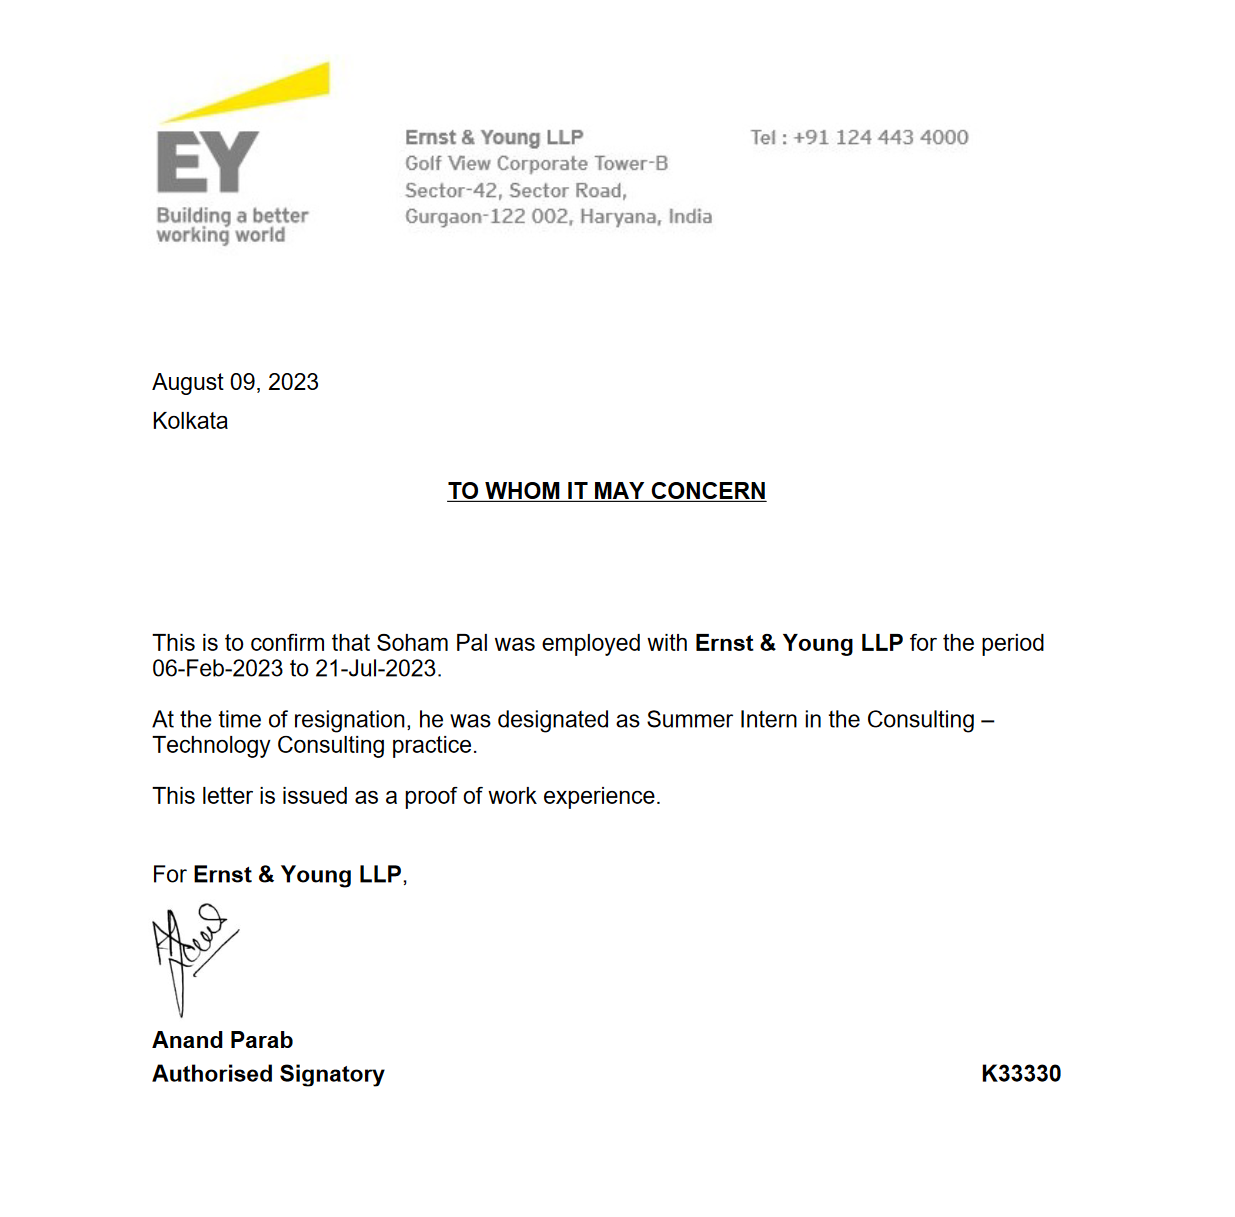 EY
Building a better
working world
Ernst & Young LLP
Golf View Corporate Tower-B
Sector-42, Sector Road,
Gurgaon-122 002, Haryana, India
Tel : +91 124 443 4000
August 09, 2023
Kolkata
TO WHOM IT MAY CONCERN
This is to confirm that Soham Pal was employed with Ernst & Young LLP for the period
06-Feb-2023 to 21-Jul-2023.
At the time of resignation, he was designated as Summer Intern in the Consulting –
Technology Consulting practice.
This letter is issued as a proof of work experience.
For Ernst & Young LLP,
Anand Parab
Authorised Signatory
K33330